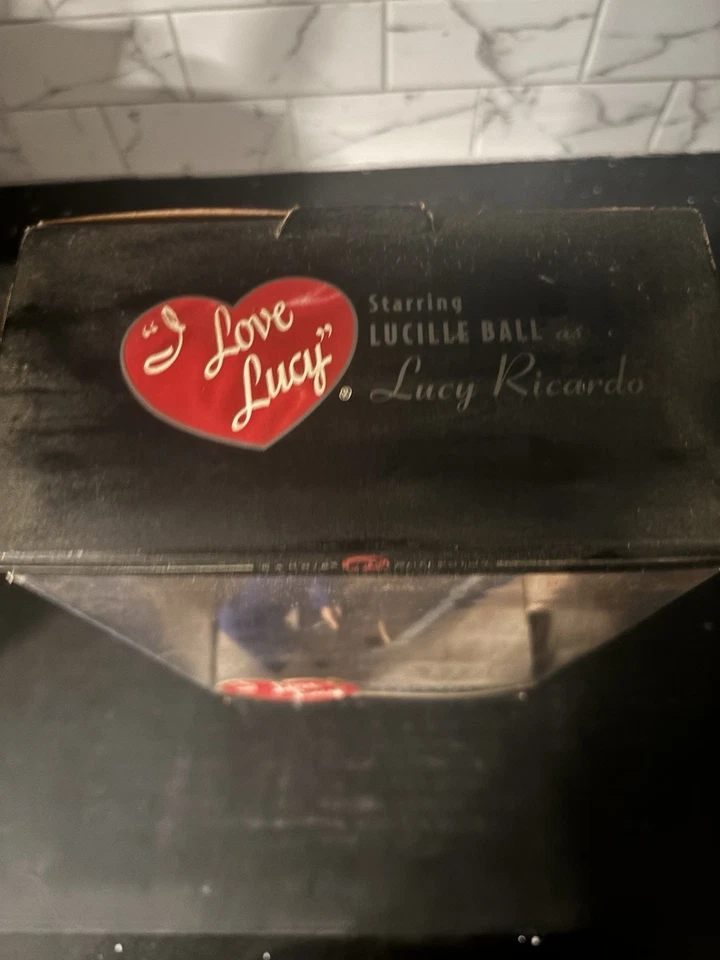 "I
Love
Lucy"
®
Starring
LUCILLE BALL as
Lucy Ricardo